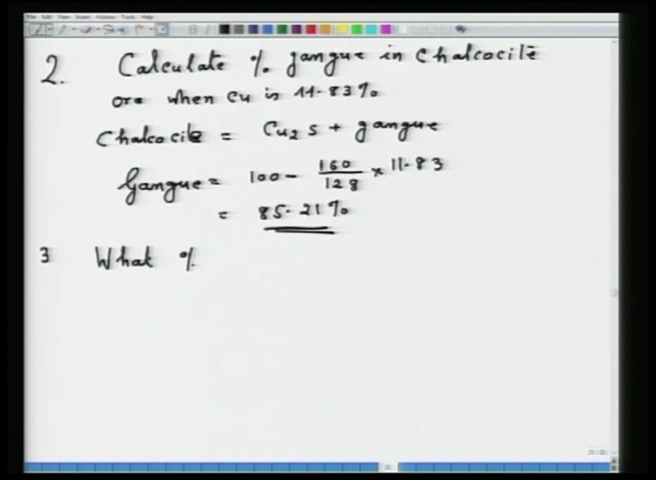 2. Calculate % gangue in Chalcocite
ore when Cu is 11.83%
Chalcocite = Cu2 S + gangue
Gangue = 100 - 160/128 x 11.83
= 85.21%
3 What %